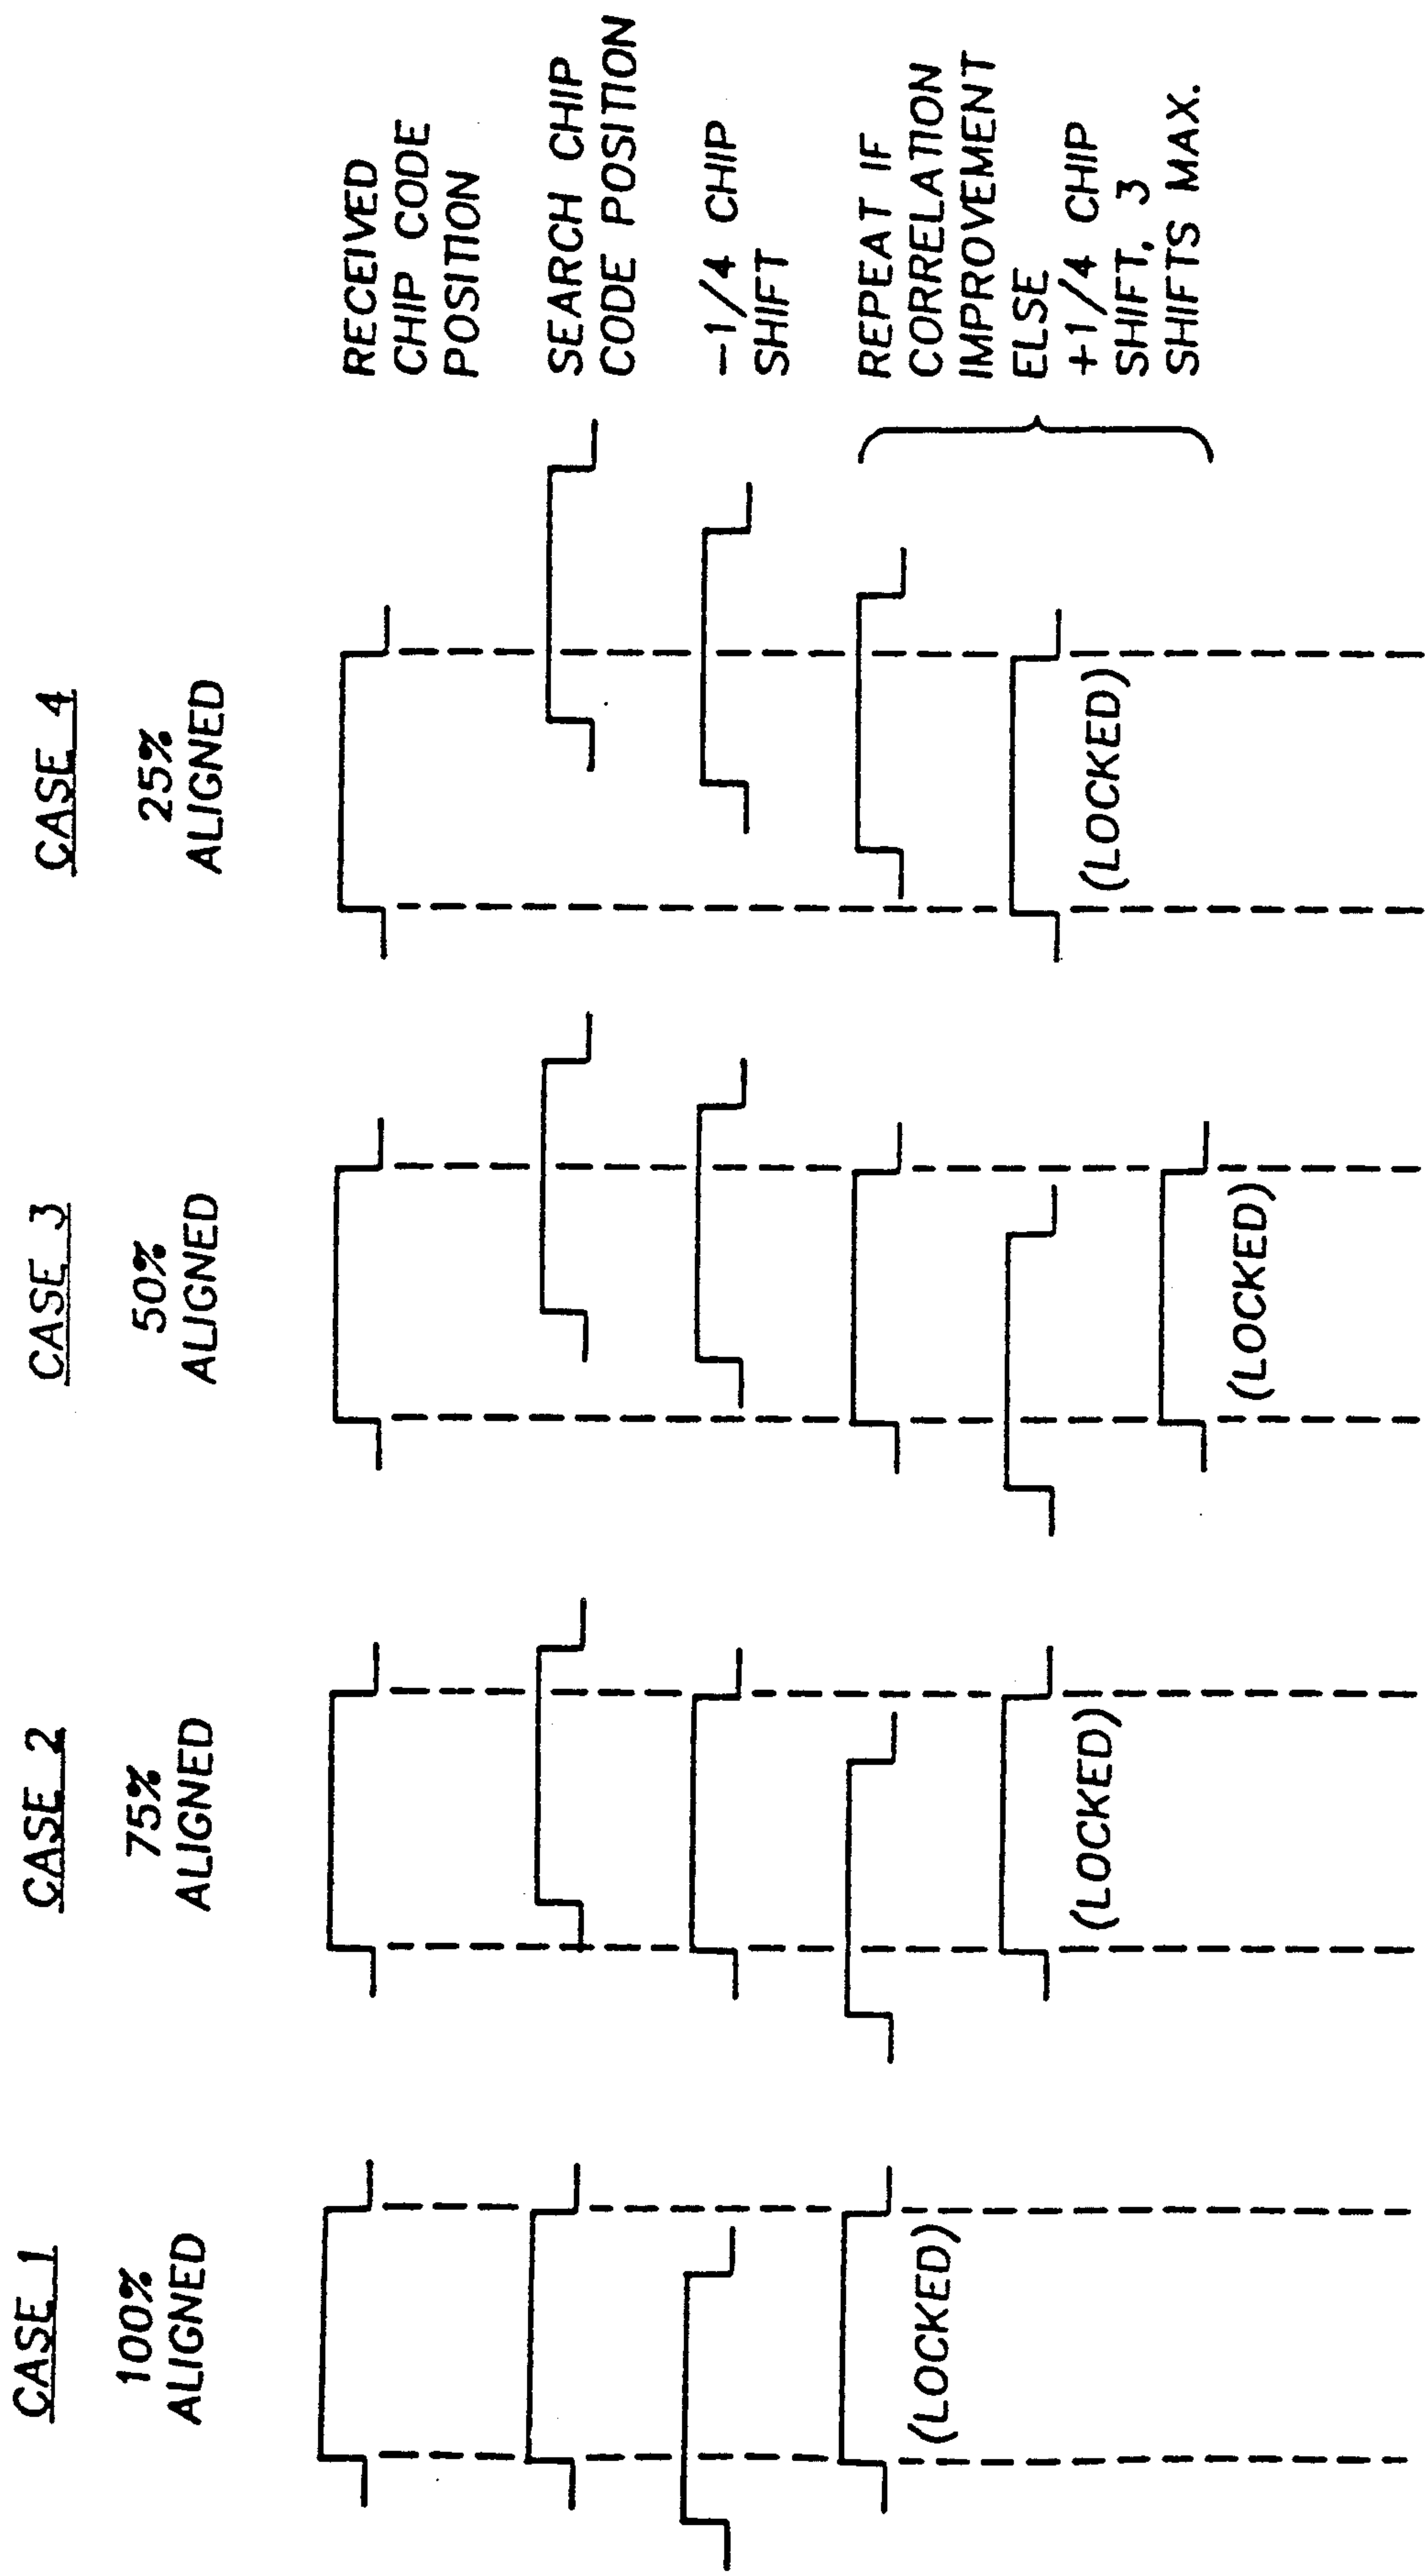 CASE 1
100%
ALIGNED
(LOCKED)
CASE 2
75%
ALIGNED
(LOCKED)
CASE 3
50%
ALIGNED
(LOCKED)
CASE 4
25%
ALIGNED
(LOCKED)
RECEIVED
CHIP CODE
POSITION
SEARCH CHIP
CODE POSITION
-1/4 CHIP
SHIFT
REPEAT IF
CORRELATION
IMPROVEMENT
ELSE
+1/4 CHIP
SHIFT, 3
SHIFTS MAX.